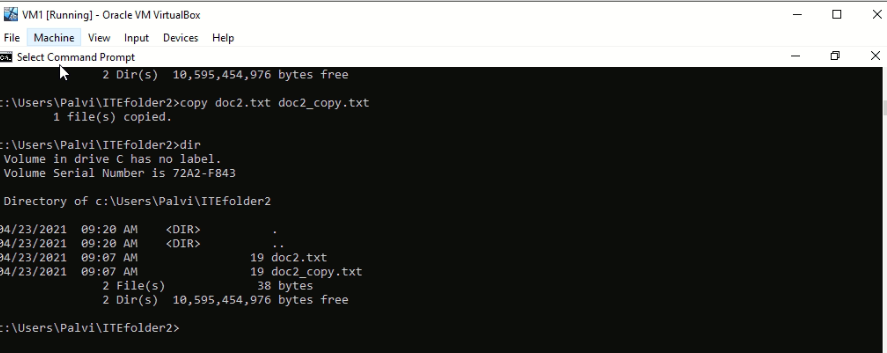 VM1 [Running] - Oracle VM VirtualBox
File Machine View Input Devices Help
Select Command Prompt
2 Dir(s) 10,595,454,976 bytes free
:\Users\Palvi\ITEfolder2>copy doc2.txt doc2_copy.txt
1 file(s) copied.
:\Users\Palvi\ITEfolder2>dir
Volume in drive C has no label.
Volume Serial Number is 72A2-F843
Directory of c:\Users\Palvi\ITEfolder2
04/23/2021 09:20 AM <DIR> .
04/23/2021 09:20 AM <DIR> ..
04/23/2021 09:07 AM 19 doc2.txt
04/23/2021 09:07 AM 19 doc2_copy.txt
2 File(s) 38 bytes
2 Dir(s) 10,595,454,976 bytes free
:\Users\Palvi\ITEfolder2>